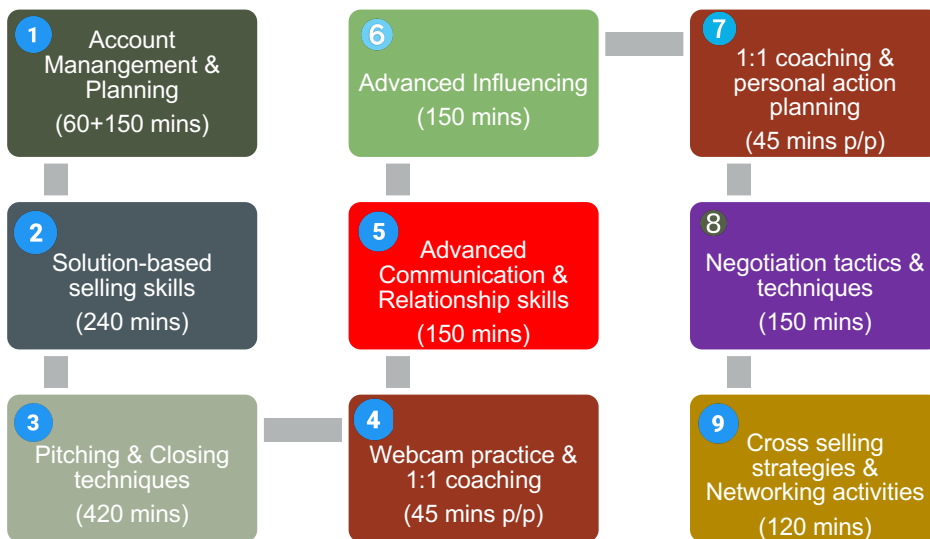 1
Account
Manangement &
Planning
(60+150 mins)
2
Solution-based
selling skills
(240 mins)
3
Pitching & Closing
techniques
(420 mins)
4
Webcam practice &
1:1 coaching
(45 mins p/p)
5
Advanced
Communication &
Relationship skills
(150 mins)
6
Advanced Influencing
(150 mins)
7
1:1 coaching &
personal action
planning
(45 mins p/p)
8
Negotiation tactics &
techniques
(150 mins)
9
Cross selling
strategies &
Networking activities
(120 mins)